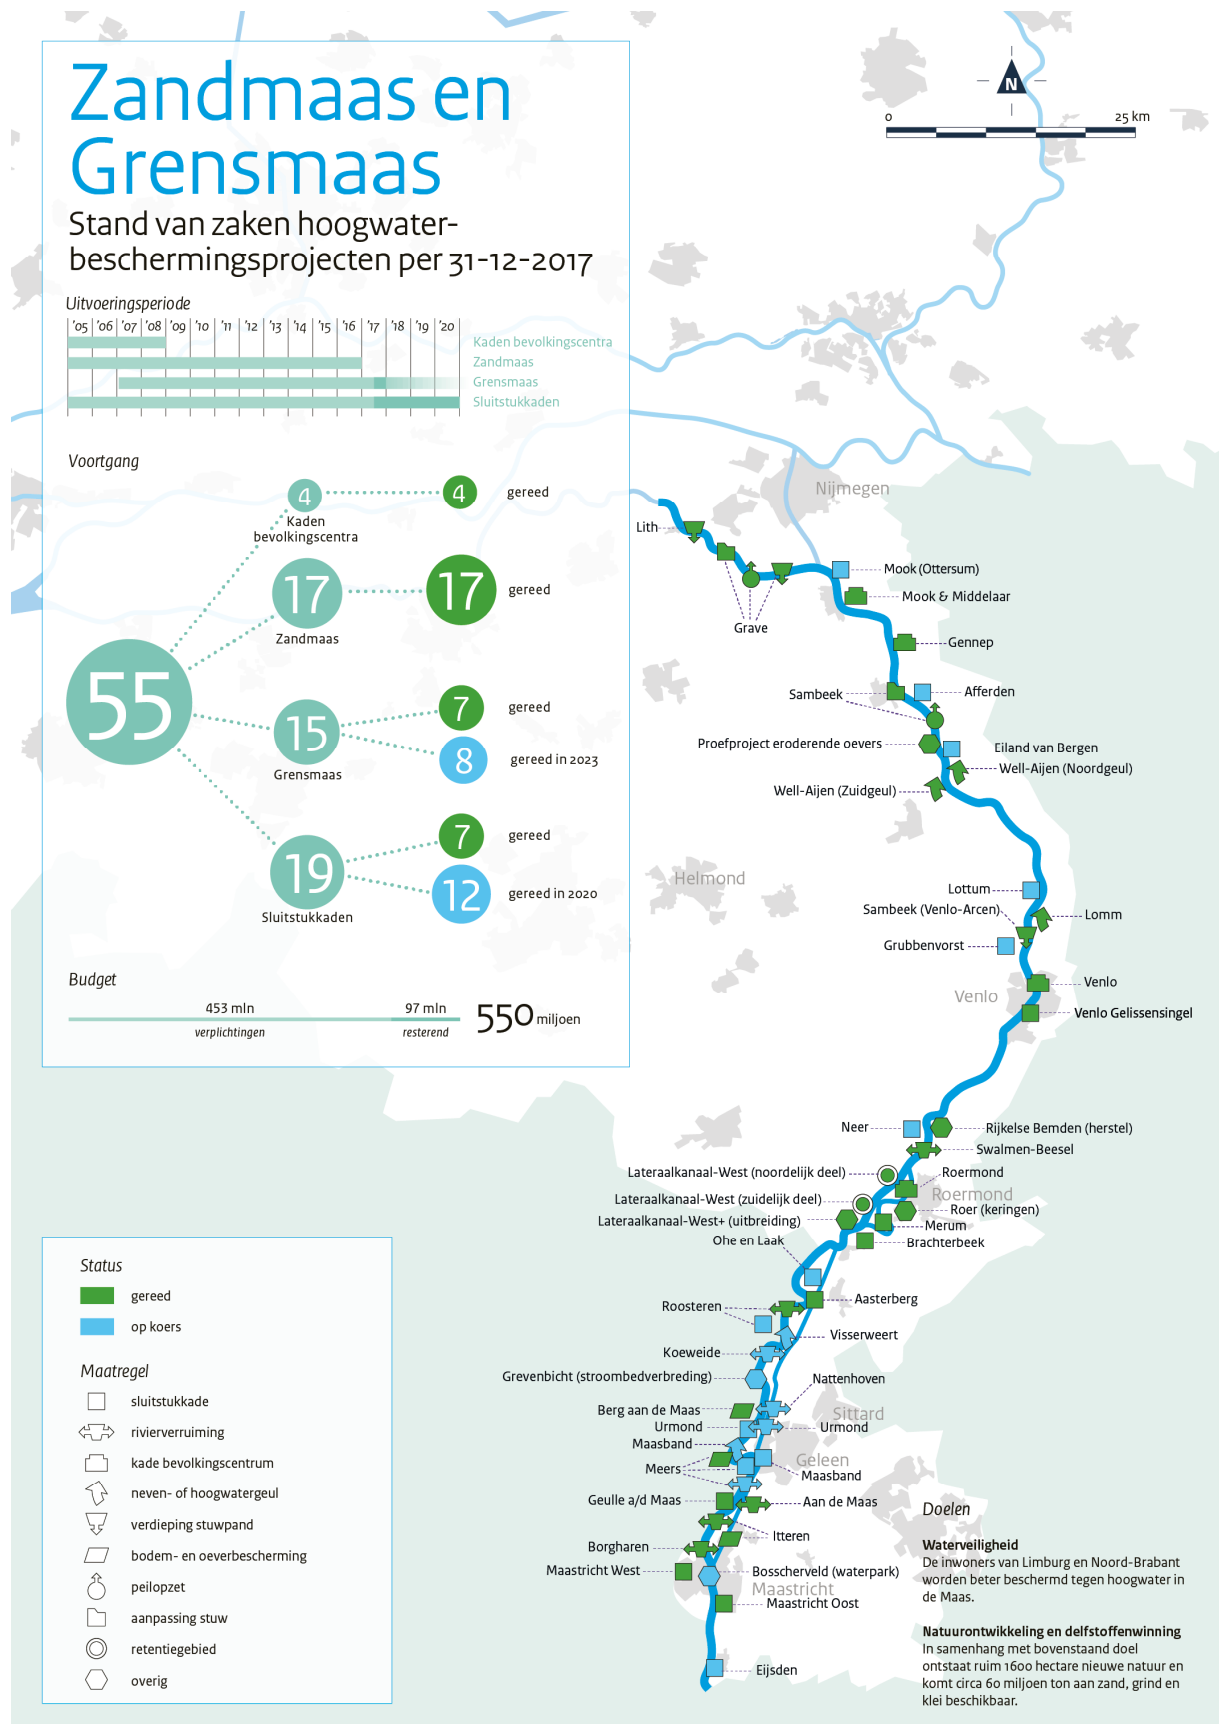 Zandmaas en
Grensmaas
Stand van zaken hoogwater-
beschermingsprojecten per 31-12-2017
Uitvoeringsperiode
'05 '06 '07 '08 '09 '10 '11 '12 '13 '14 '15 '16 '17 '18 '19 '20
Kaden bevolkingscentra
Zandmaas
Grensmaas
Sluitstukkaden
Voortgang
4
Kaden
bevolkingscentra
4
gereed
17
Zandmaas
17
gereed
55
15
Grensmaas
7
gereed
8
gereed in 2023
19
Sluitstukkaden
7
gereed
12
gereed in 2020
Budget
453 mln
verplichtingen
97 mln
resterend
550 miljoen
N
0
25 km
Nijmegen
Lith
Mook (Ottersum)
Mook & Middelaar
Grave
Gennep
Sambeek
Afferden
Proefproject eroderende oevers
Eiland van Bergen
Well-Aijen (Noordgeul)
Well-Aijen (Zuidgeul)
Helmond
Lottum
Sambeek (Venlo-Arcen)
Lomm
Grubbenvorst
Venlo
Venlo
Venlo Gelissensingel
Neer
Rijkelse Bemden (herstel)
Swalmen-Beesel
Lateraalkanaal-West (noordelijk deel)
Roermond
Roermond
Lateraalkanaal-West (zuidelijk deel)
Roer (keringen)
Lateraalkanaal-West+ (uitbreiding)
Merum
Ohe en Laak
Brachterbeek
Aasterberg
Roosteren
Visserweert
Koeweide
Grevenbicht (stroombedverbreding)
Nattenhoven
Berg aan de Maas
Sittard
Urmond
Urmond
Maasband
Geleen
Meers
Maasband
Geulle a/d Maas
Aan de Maas
Itteren
Borgharen
Maastricht West
Bosscherveld (waterpark)
Maastricht
Maastricht Oost
Eijsden
Status
gereed
op koers
Maatregel
sluitstukkade
rivierverruiming
kade bevolkingscentrum
neven- of hoogwatergeul
verdieping stuwpand
bodem- en oeverbescherming
peilopzet
aanpassing stuw
retentiegebied
overig
Doelen
Waterveiligheid
De inwoners van Limburg en Noord-Brabant
worden beter beschermd tegen hoogwater in
de Maas.
Natuurontwikkeling en delfstoffenwinning
In samenhang met bovenstaand doel
ontstaat ruim 1600 hectare nieuwe natuur en
komt circa 60 miljoen ton aan zand, grind en
klei beschikbaar.